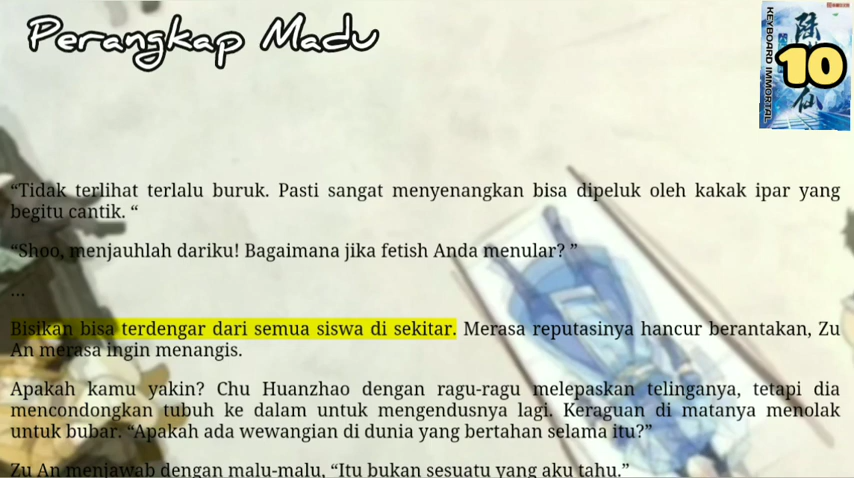 Perangkap Madu
KEYBOARD IMMORTAL
10
“Tidak terlihat terlalu buruk. Pasti sangat menyenangkan bisa dipeluk oleh kakak ipar yang
begitu cantik. “
“Shoo, menjauhlah dariku! Bagaimana jika fetish Anda menular? ”
...
Bisikan bisa terdengar dari semua siswa di sekitar. Merasa reputasinya hancur berantakan, Zu
An merasa ingin menangis.
Apakah kamu yakin? Chu Huanzhao dengan ragu-ragu melepaskan telinganya, tetapi dia
mencondongkan tubuh ke dalam untuk mengendusnya lagi. Keraguan di matanya menolak
untuk bubar. “Apakah ada wewangian di dunia yang bertahan selama itu?”
Zu An menjawab dengan malu-malu, “Itu bukan sesuatu yang aku tahu.”